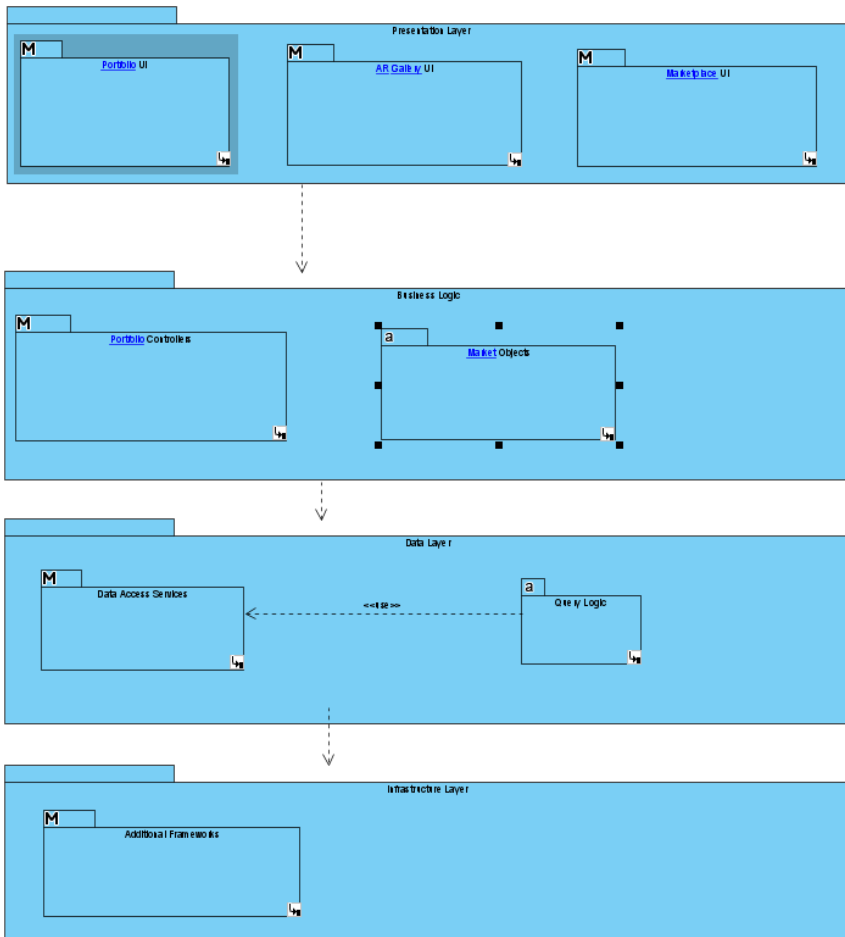 Presentation Layer
M
Portfolio UI
M
AR Gallery UI
M
Marketplace UI
Business Logic
M
Portfolio Controllers
a
Market Objects
Data Layer
M
Data Access Services
<<use>>
a
Query Logic
Infrastructure Layer
M
Additional Frameworks